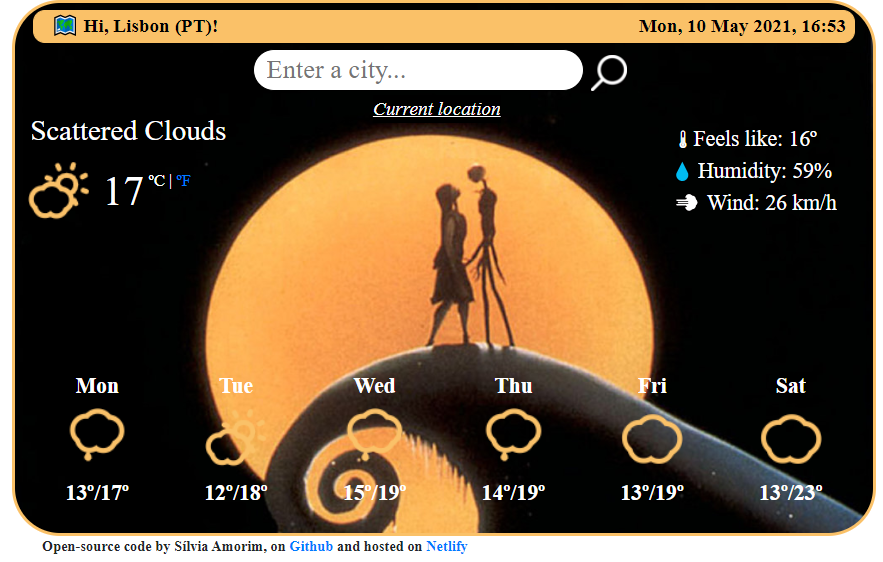 Hi, Lisbon (PT)!
Mon, 10 May 2021, 16:53
Enter a city...
Current location
Scattered Clouds
17 ºC | ºF
Feels like: 16º
Humidity: 59%
Wind: 26 km/h
Mon Tue Wed Thu Fri Sat
13º/17º 12º/18º 15º/19º 14º/19º 13º/19º 13º/23º
Open-source code by Sílvia Amorim, on Github and hosted on Netlify